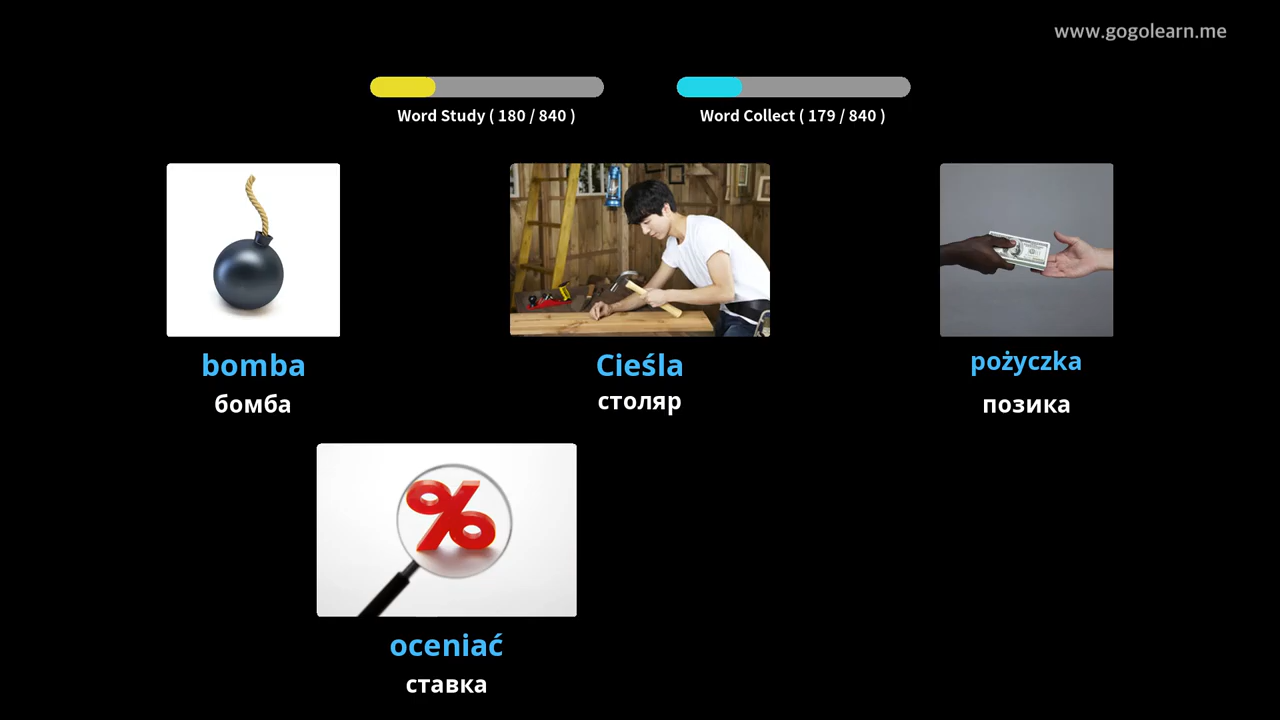 www.gogolearn.me
Word Study ( 180 / 840 )
Word Collect ( 179 / 840 )
bomba
бомба
Cieśla
столяр
pożyczka
позика
%
oceniać
ставка